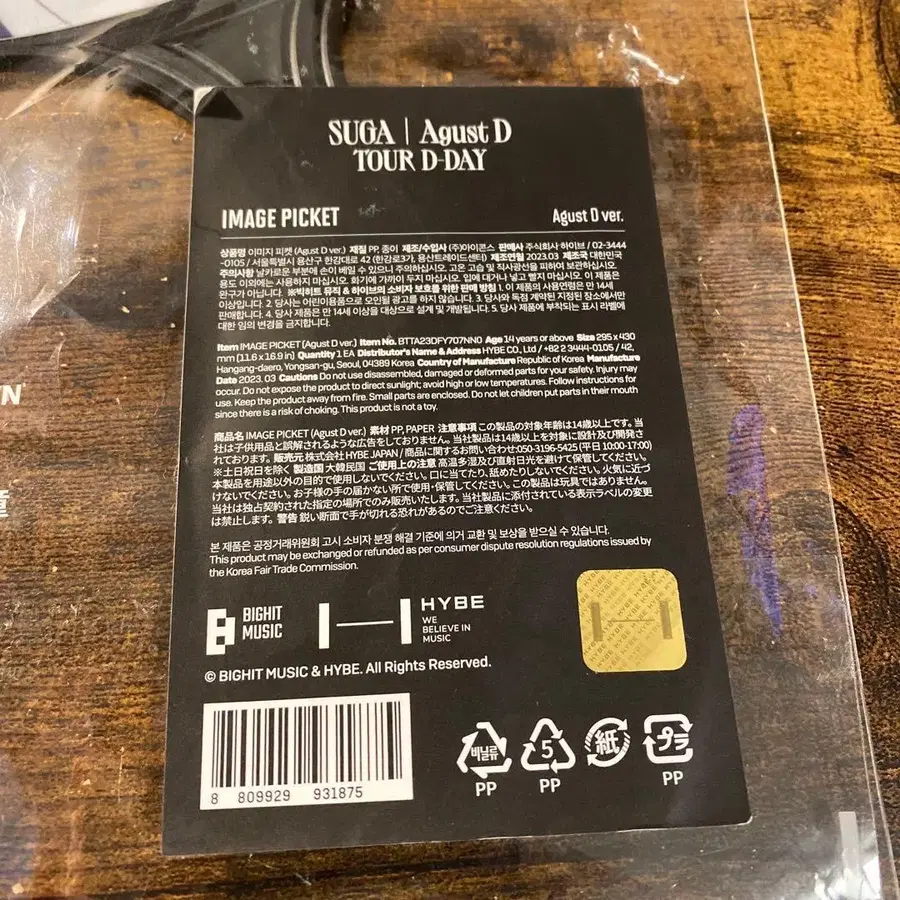 SUGA | Agust D
TOUR D-DAY
IMAGE PICKET
Agust D ver.
상품명 이미지 피켓 (Agust D ver.) 재질 PP, 종이 제조/수입사 (주)아이콘스 판매사 주식회사 하이브 / 02-3444
-0105 / 서울특별시 용산구 한강대로 42 (한강로3가, 용산트레이드센터) 제조연월 2023.03 제조국 대한민국
주의사항 날카로운 부분에 손이 베일 수 있으니 주의하십시오. 고온 고습 및 직사광선을 피하여 보관하십시오.
용도 이외에는 사용하지 마십시오. 화기에 가까이 두지 마십시오. 입에 대거나 넣고 빨지 마십시오. 이 제품은
완구가 아닙니다. ※빅히트 뮤직 & 하이브의 소비자 보호를 위한 판매 방침 1. 이 제품의 사용연령은 만 14세
이상입니다. 2. 당사는 어린이용품으로 오인될 광고를 하지 않습니다. 3. 당사와 독점 계약된 지정된 장소에서만
판매합니다. 4. 당사 제품은 만 14세 이상을 대상으로 설계 및 개발됩니다. 5. 당사 제품에 부착되는 표시 라벨에
대한 임의 변경을 금지합니다.
Item IMAGE PICKET (Agust D ver.) Item No. BTTA23DFY707NN0 Age 14 years or above Size 295 x 430
mm (11.6 x 16.9 in) Quantity 1 EA Distributor's Name & Address HYBE CO., Ltd / +82 2 3444-0105 / 42,
Hangang-daero, Yongsan-gu, Seoul, 04389 Korea Country of Manufacture Republic of Korea Manufacture
Date 2023. 03 Cautions Do not use disassembled, damaged or deformed parts for your safety. Injury may
occur. Do not expose the product to direct sunlight; avoid high or low temperatures. Follow instructions for
use. Keep the product away from fire. Small parts are enclosed. Do not let children put parts in their mouth
since there is a risk of choking. This product is not a toy.
商品名 IMAGE PICKET (Agust D ver.) 素材 PP, PAPER 注意事項 この製品の対象年齢は14歳以上です。当
社は子供用品と誤解されるような広告をしておりません。当社製品は14歳以上を対象に設計及び開発さ
れております。販売元 株式会社 HYBE JAPAN / 商品に関するお問い合わせ:050-3196-5425 (平日 10:00-17:00)
※土日祝日を除く 製造国 大韓民国 ご使用上の注意 高温多湿及び直射日光を避けて保管してください。
本製品を用途以外の目的で使用しないでください。口に当てたり、舐めたりしないでください。火気に近づ
けないでください。お子様の手の届かない所で使用・保管してください。この製品は玩具ではありません。
当社は独占契約された指定の場所でのみ販売いたします。当社製品に添付されている表示ラベルの変更
は禁止します。警告 鋭い断面で手が切れる恐れがあるのでご注意ください。
본 제품은 공정거래위원회 고시 소비자 분쟁 해결 기준에 의거 교환 및 보상을 받으실 수 있습니다.
This product may be exchanged or refunded as per consumer dispute resolution regulations issued by
the Korea Fair Trade Commission.
BIGHIT
MUSIC
HYBE
WE
BELIEVE IN
MUSIC
© BIGHIT MUSIC & HYBE. All Rights Reserved.
8 809929 931875
비닐류
PP
5
PP
紙
プラ
PP